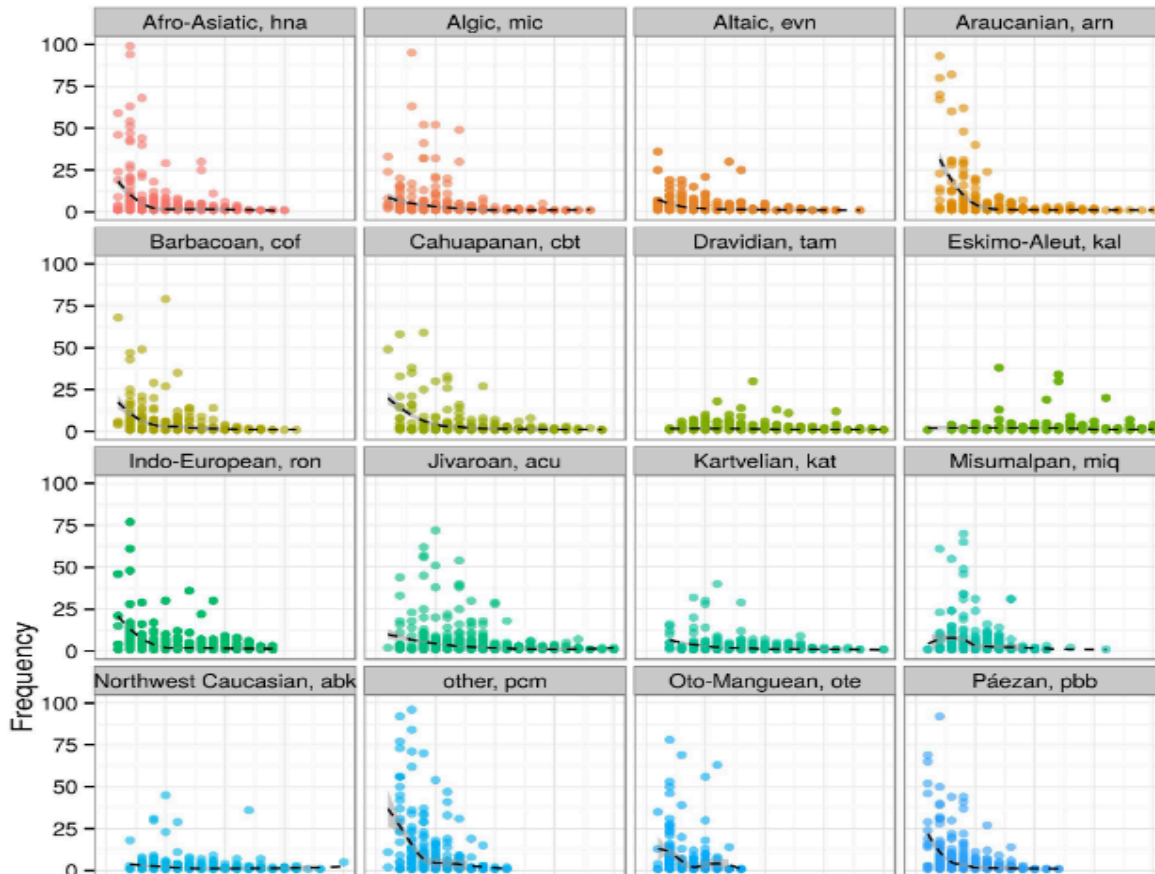 Afro-Asiatic, hna
Algic, mic
Altaic, evn
Araucanian, arn
100
75
50
25
0
Barbacoan, cof
Cahuapanan, cbt
Dravidian, tam
Eskimo-Aleut, kal
100
75
50
25
0
Indo-European, ron
Jivaroan, acu
Kartvelian, kat
Misumalpan, miq
100
75
50
25
0
Northwest Caucasian, abk
other, pcm
Oto-Manguean, ote
Páezan, pbb
100
75
50
25
0
Frequency